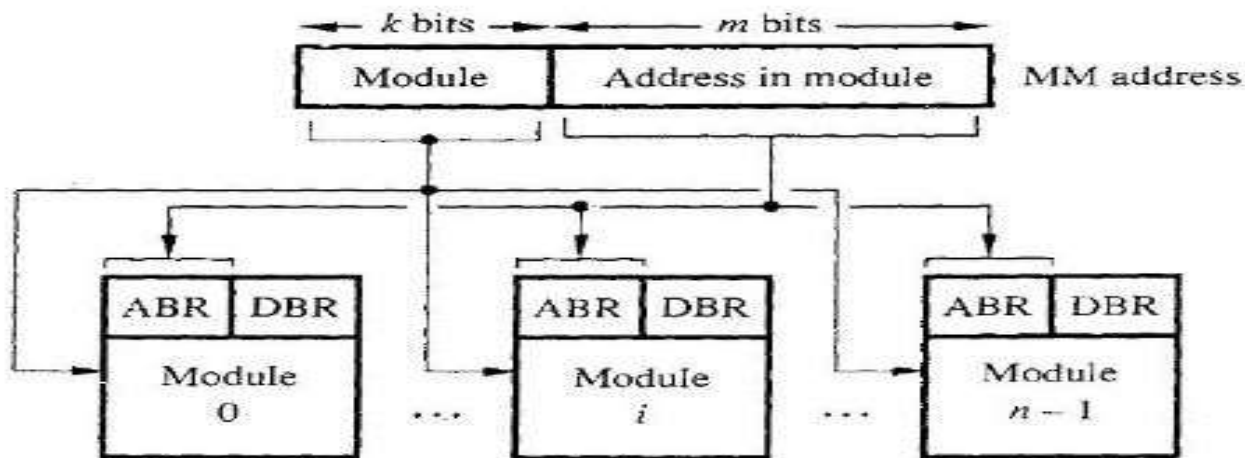 k bits m bits
Module Address in module MM address
ABR DBR ABR DBR ABR DBR
Module Module Module
0 ... i ... n − 1